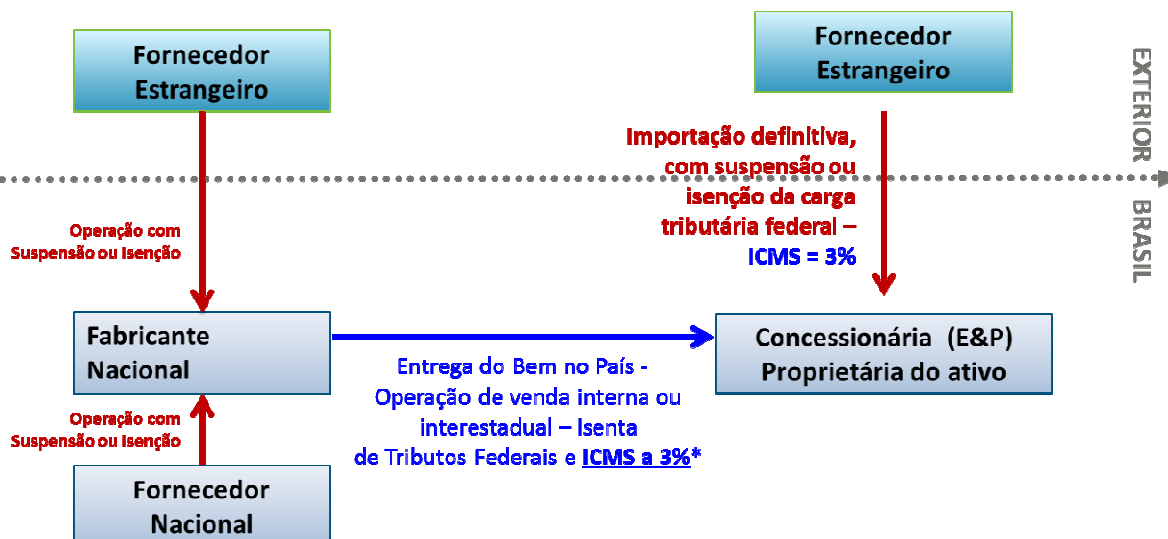 Fornecedor
Estrangeiro
Fornecedor
Estrangeiro
EXTERIOR
Importação definitiva,
com suspensão ou
isenção da carga
tributária federal –
ICMS = 3%
BRASIL
Operação com
Suspensão ou Isenção
Fabricante
Nacional
Concessionária (E&P)
Proprietária do ativo
Entrega do Bem no País -
Operação de venda interna ou
interestadual – Isenta
de Tributos Federais e ICMS a 3%*
Operação com
Suspensão ou Isenção
Fornecedor
Nacional